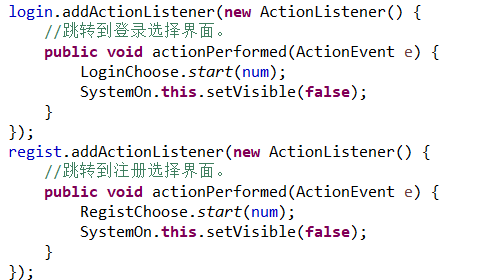 login.addActionListener(new ActionListener() {
    //跳转到登录选择界面。
    public void actionPerformed(ActionEvent e) {
        LoginChoose.start(num);
        SystemOn.this.setVisible(false);
    }
});
regist.addActionListener(new ActionListener() {
    //跳转到注册选择界面。
    public void actionPerformed(ActionEvent e) {
        RegistChoose.start(num);
        SystemOn.this.setVisible(false);
    }
});